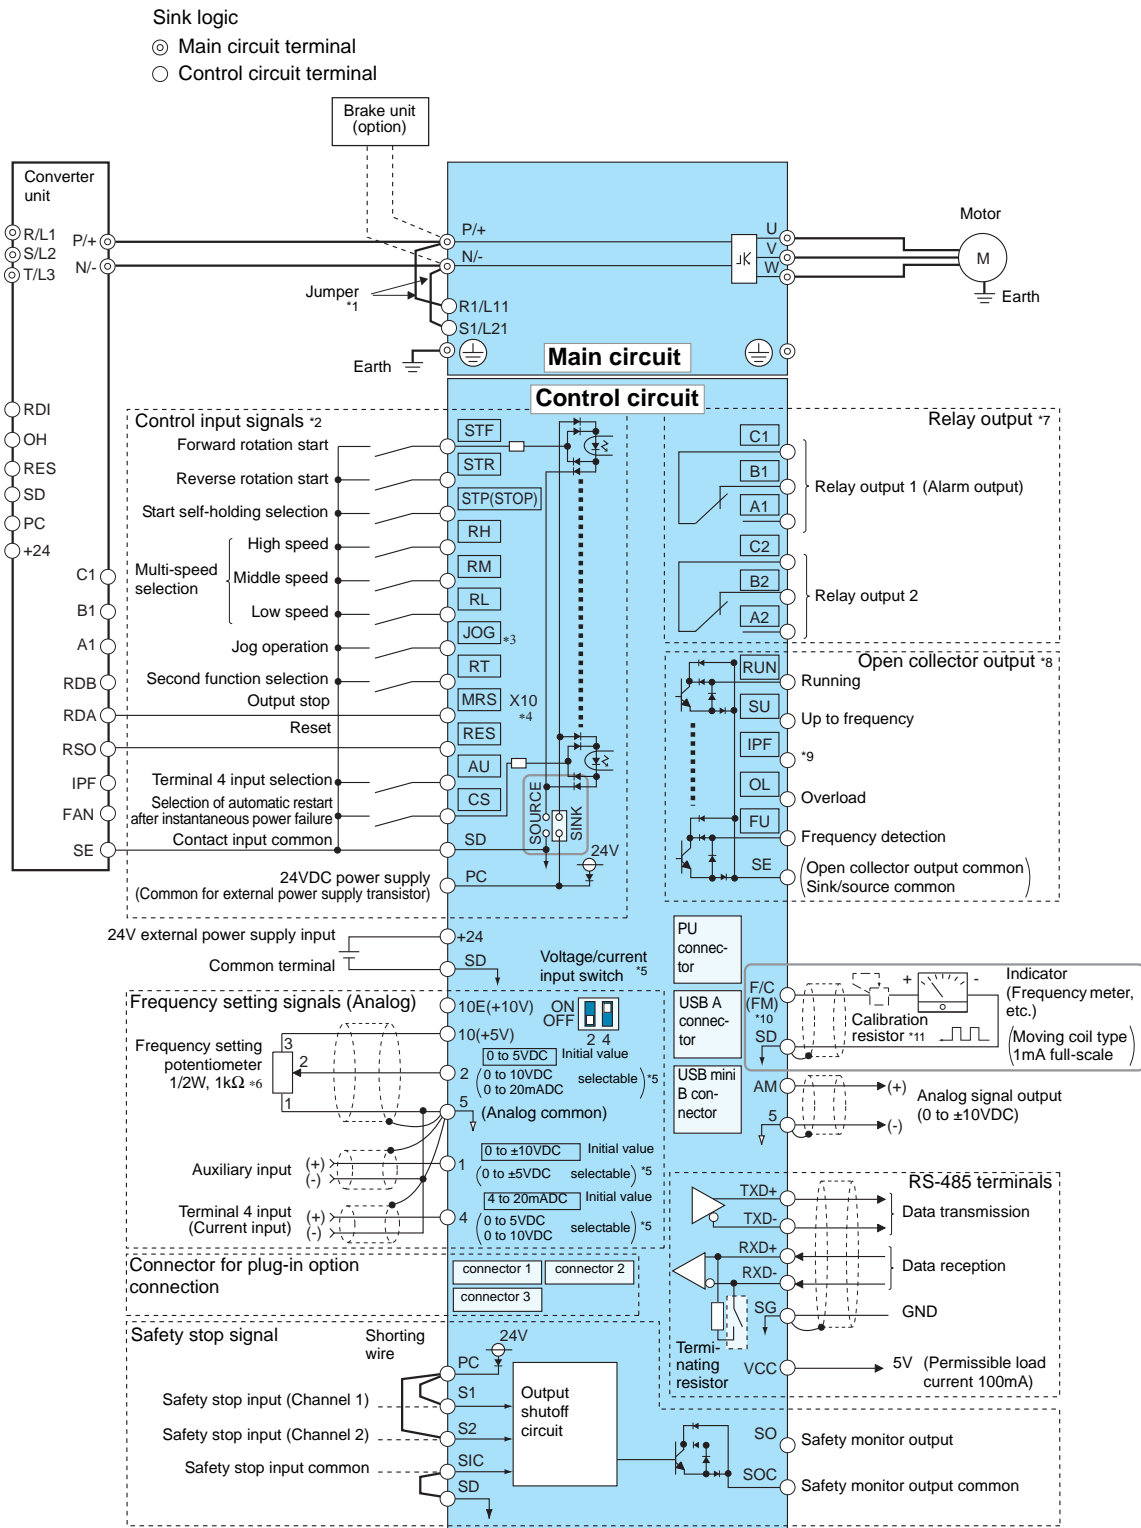 Sink logic
Main circuit terminal
Control circuit terminal
Brake unit
(option)
Converter
unit
R/L1
S/L2
T/L3
P/+
N/-
P/+
N/-
Jumper
*1
R1/L11
S1/L21
Earth
Main circuit
U
V
W
Motor
M
Earth
Control circuit
RDI
OH
RES
SD
PC
+24
C1
B1
A1
RDB
RDA
RSO
IPF
FAN
SE
Control input signals *2
Forward rotation start
STF
Reverse rotation start
STR
Start self-holding selection
STP(STOP)
Multi-speed
selection
High speed
RH
Middle speed
RM
Low speed
RL
Jog operation
JOG *3
Second function selection
RT
Output stop
MRS X10
*4
Reset
RES
Terminal 4 input selection
AU
Selection of automatic restart
after instantaneous power failure
CS
Contact input common
SD
SOURCE
SINK
24V
24VDC power supply
(Common for external power supply transistor)
PC
Relay output *7
C1
B1
A1
Relay output 1 (Alarm output)
C2
B2
A2
Relay output 2
Open collector output *8
RUN
Running
SU
Up to frequency
IPF
*9
OL
Overload
FU
Frequency detection
SE
(Open collector output common)
Sink/source common
24V external power supply input
+24
Common terminal
SD
Voltage/current
input switch *5
ON
OFF
2 4
Frequency setting signals (Analog)
10E(+10V)
10(+5V)
Frequency setting
potentiometer
1/2W, 1kΩ *6
3
2
1
2
0 to 5VDC Initial value
(0 to 10VDC
0 to 20mADC selectable) *5
5
(Analog common)
Auxiliary input (+)
(-)
1
0 to ±10VDC Initial value
(0 to ±5VDC selectable) *5
Terminal 4 input
(Current input)
(+)
(-)
4
4 to 20mADC Initial value
(0 to 5VDC
0 to 10VDC selectable) *5
PU
connec-
tor
USB A
connec-
tor
USB mini
B con-
nector
F/C
(FM)
*10
SD
+ -
Indicator
(Frequency meter,
etc.)
Calibration
resistor *11
(Moving coil type
1mA full-scale)
AM
(+)
5
(-)
Analog signal output
(0 to ±10VDC)
RS-485 terminals
TXD+
TXD-
Data transmission
RXD+
RXD-
Data reception
SG
GND
Termi-
nating
resistor
VCC
5V (Permissible load
current 100mA)
Connector for plug-in option
connection
connector 1
connector 2
connector 3
Safety stop signal
Shorting
wire
24V
PC
Safety stop input (Channel 1)
S1
Safety stop input (Channel 2)
S2
Safety stop input common
SIC
SD
Output
shutoff
circuit
SO
Safety monitor output
SOC
Safety monitor output common